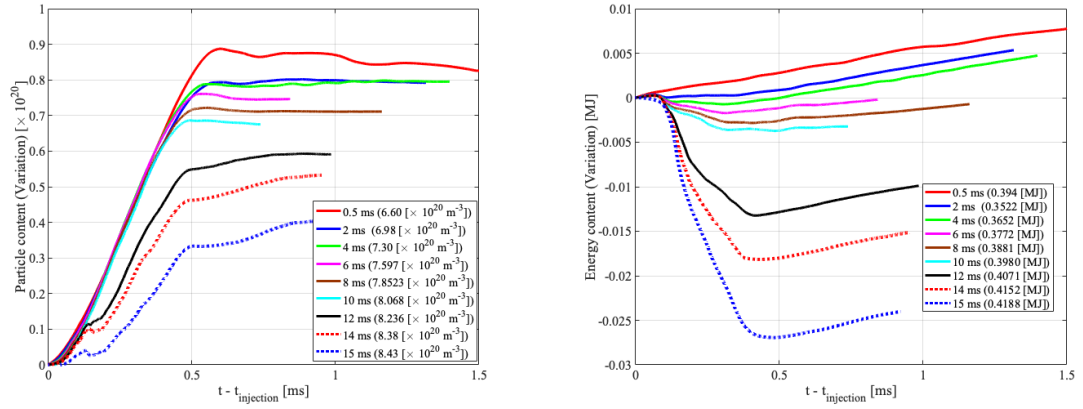 Particle content (Variation) [× 10^20]
1
0.9
0.8
0.7
0.6
0.5
0.4
0.3
0.2
0.1
0
0 0.5 1 1.5
t - t_injection [ms]
0.5 ms (6.60 [× 10^20 m^-3)
2 ms (6.98 [× 10^20 m^-3)
4 ms (7.30 [× 10^20 m^-3)
6 ms (7.597 [× 10^20 m^-3)
8 ms (7.8523 [× 10^20 m^-3)
10 ms (8.068 [× 10^20 m^-3)
12 ms (8.236 [× 10^20 m^-3)
14 ms (8.38 [× 10^20 m^-3)
15 ms (8.43 [× 10^20 m^-3)
Energy content (Variation) [MJ]
0.01
0.005
0
-0.005
-0.01
-0.015
-0.02
-0.025
-0.03
0 0.5 1 1.5
t - t_injection [ms]
0.5 ms (0.394 [MJ])
2 ms (0.3522 [MJ])
4 ms (0.3652 [MJ])
6 ms (0.3772 [MJ])
8 ms (0.3881 [MJ])
10 ms (0.3980 [MJ])
12 ms (0.4071 [MJ])
14 ms (0.4152 [MJ])
15 ms (0.4188 [MJ])